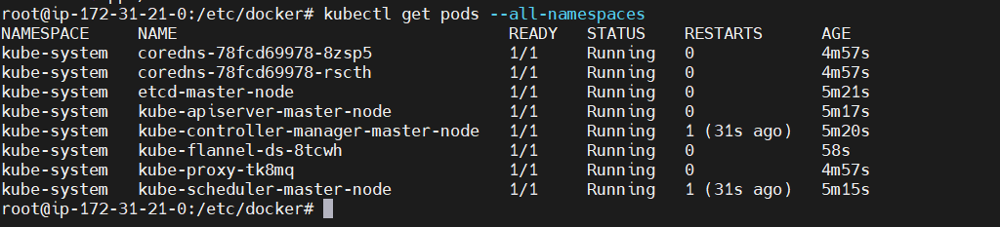 root@ip-172-31-21-0:/etc/docker# kubectl get pods --all-namespaces
NAMESPACE NAME READY STATUS RESTARTS AGE
kube-system coredns-78fcd69978-8zsp5 1/1 Running 0 4m57s
kube-system coredns-78fcd69978-rscth 1/1 Running 0 4m57s
kube-system etcd-master-node 1/1 Running 0 5m21s
kube-system kube-apiserver-master-node 1/1 Running 0 5m17s
kube-system kube-controller-manager-master-node 1/1 Running 1 (31s ago) 5m20s
kube-system kube-flannel-ds-8tcwh 1/1 Running 0 58s
kube-system kube-proxy-tk8mq 1/1 Running 0 4m57s
kube-system kube-scheduler-master-node 1/1 Running 1 (31s ago) 5m15s
root@ip-172-31-21-0:/etc/docker#